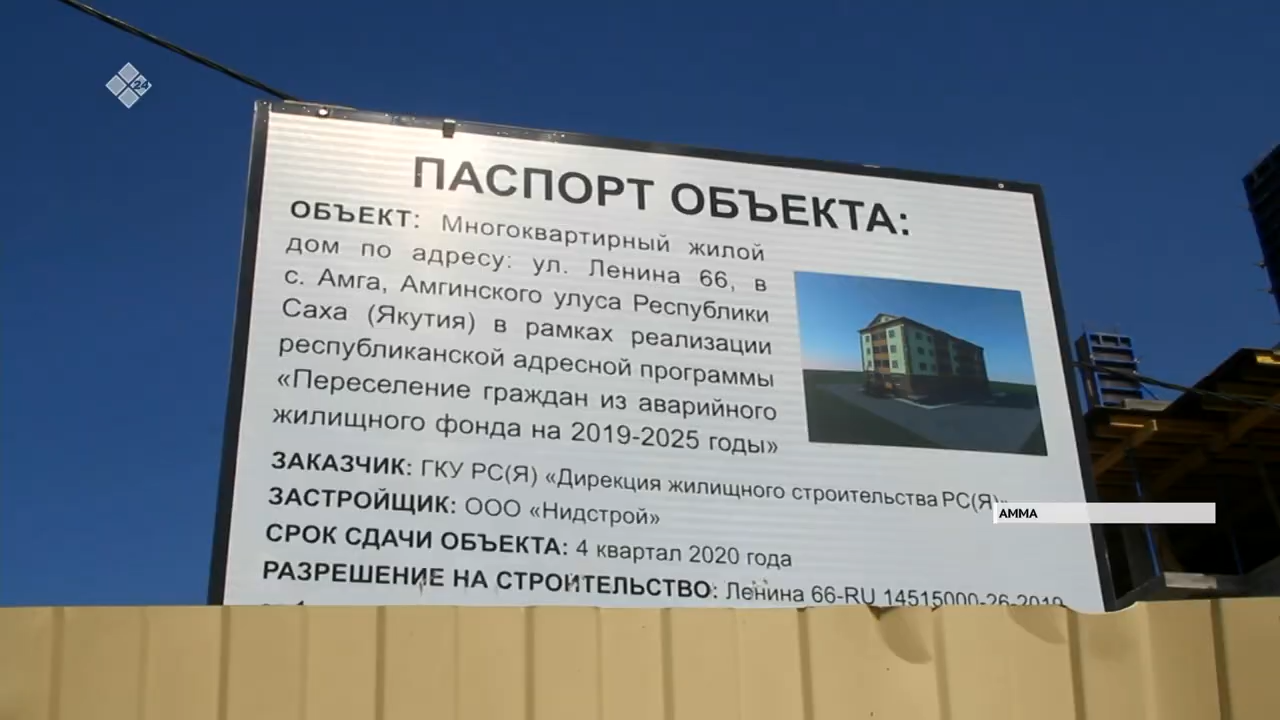 24
ПАСПОРТ ОБЪЕКТА:
ОБЪЕКТ: Многоквартирный жилой
дом по адресу: ул. Ленина 66, в
с. Амга, Амгинского улуса Республики
Саха (Якутия) в рамках реализации
республиканской адресной программы
«Переселение граждан из аварийного
жилищного фонда на 2019-2025 годы»
ЗАКАЗЧИК: ГКУ РС(Я) «Дирекция жилищного строительства РС(Я)»
ЗАСТРОЙЩИК: ООО «Нидстрой»
АММА
СРОК СДАЧИ ОБЪЕКТА: 4 квартал 2020 года
РАЗРЕШЕНИЕ НА СТРОИТЕЛЬСТВО: Ленина 66-RU 14515000-26-2019